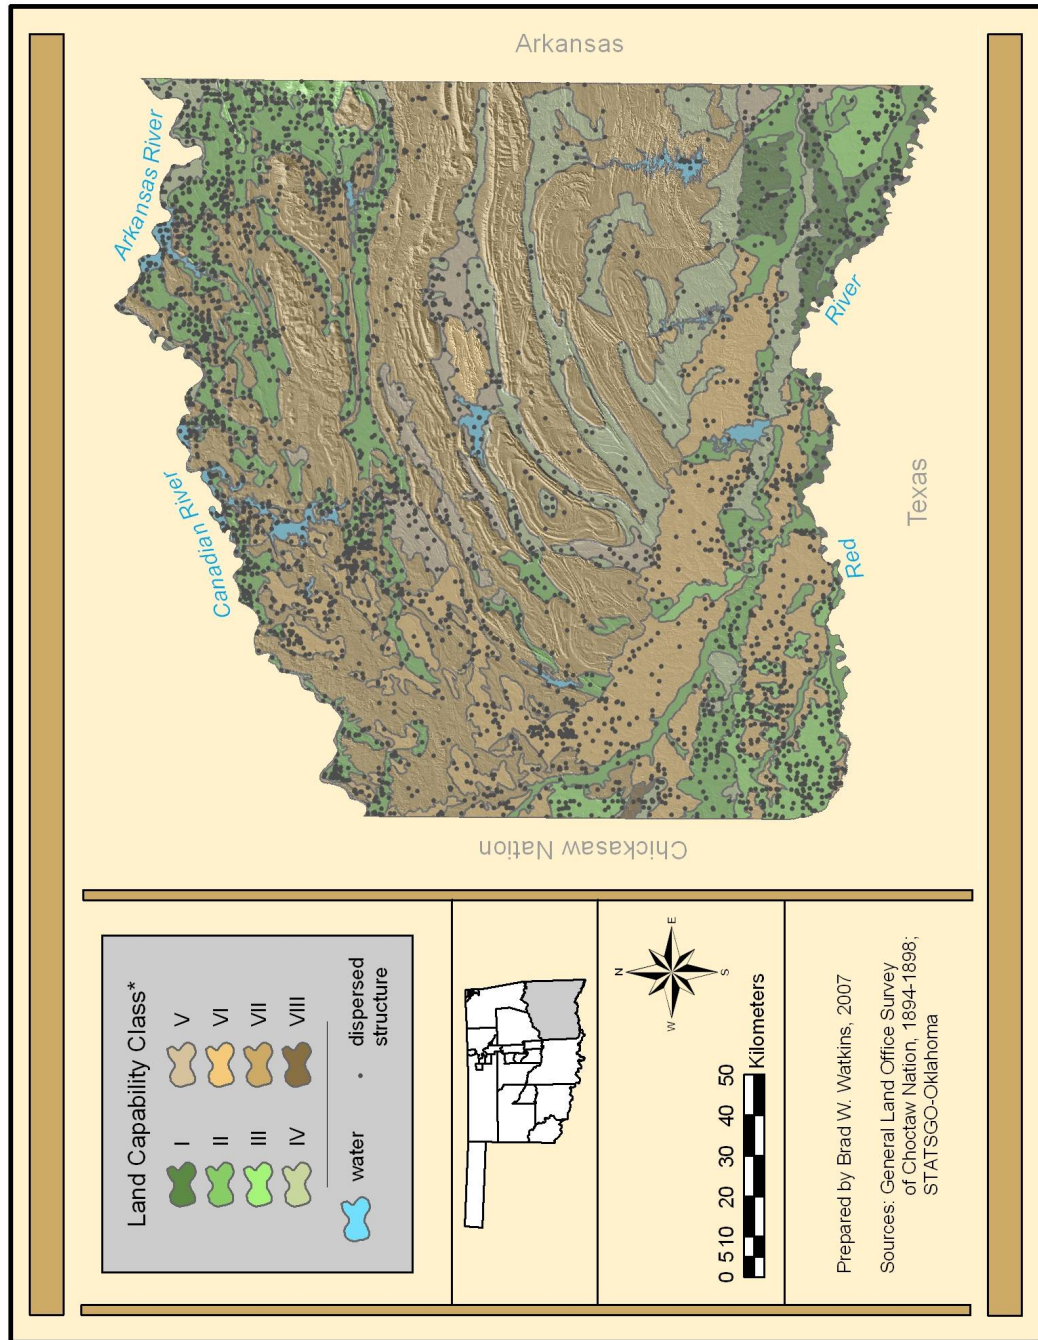 Arkansas
Arkansas River
Canadian River
River
Red
Texas
Chickasaw Nation
Land Capability Class*
I
II
III
IV
V
VI
VII
VIII
water
dispersed
structure
N
E
S
W
0 5 10 20 30 40 50
Kilometers
Prepared by Brad W. Watkins, 2007
Sources: General Land Office Survey
of Choctaw Nation, 1894-1898;
STATSGO-Oklahoma